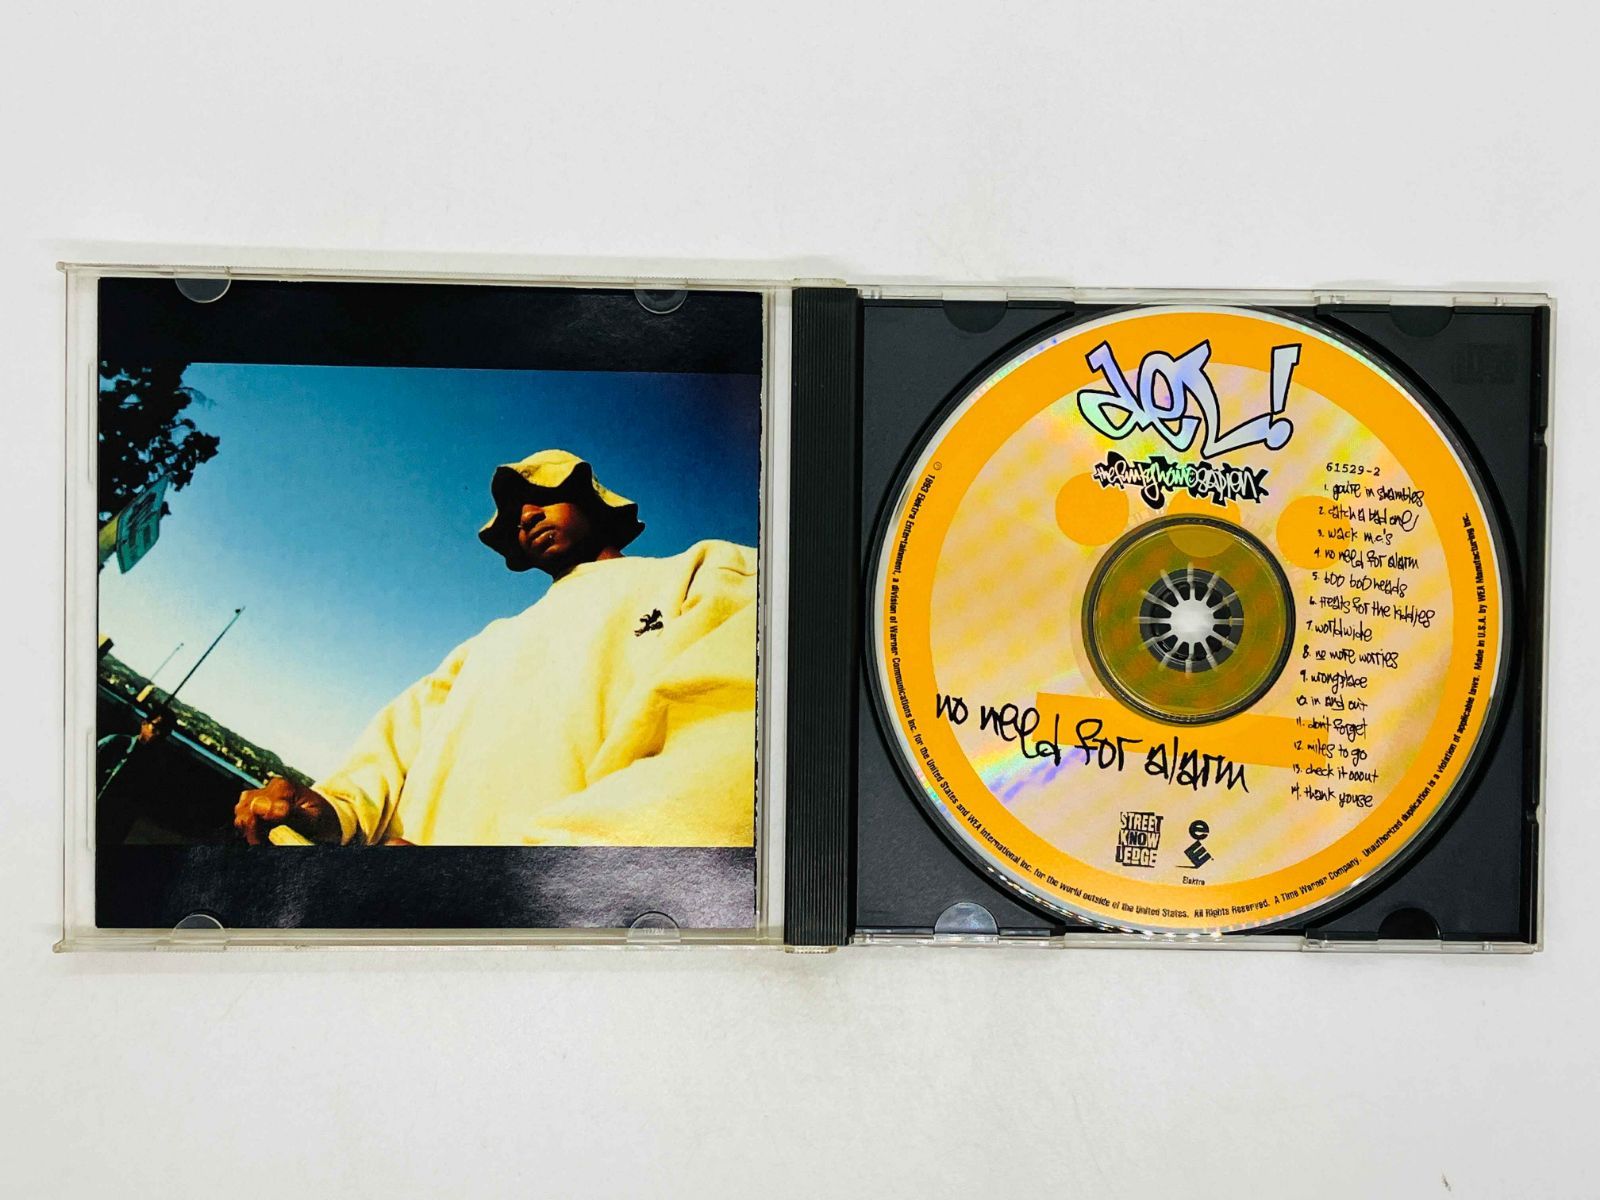 del!
the funky homosapien
61529-2
1. you're in shambles
2. catch a bad one
3. wack m.c.'s
4. no need for alarm
5. boo boo heads
6. treats for the kiddies
7. worldwide
8. no more worries
9. wrongplace
10. in and out
11. don't forget
12. miles to go
13. check it ooout
14. thank youse
no need for alarm
STREET
KNOW
LEDGE
Elektra
℗ 1993 Elektra Entertainment, a division of Warner Communications Inc. for the United States and WEA International Inc. for the world outside of the United States. All Rights Reserved. A Time Warner Company. Unauthorized duplication is a violation of applicable laws. Made in U.S.A. by WEA Manufacturing Inc.